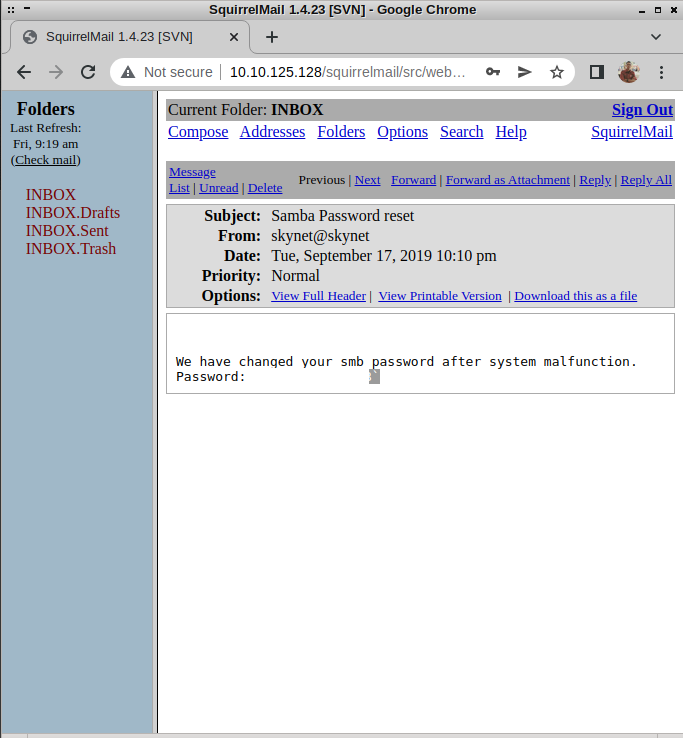 SquirrelMail 1.4.23 [SVN] - Google Chrome
SquirrelMail 1.4.23 [SVN]
Not secure | 10.10.125.128/squirrelmail/src/web…
Folders
Last Refresh:
Fri, 9:19 am
(Check mail)
INBOX
INBOX.Drafts
INBOX.Sent
INBOX.Trash
Current Folder: INBOX Sign Out
Compose Addresses Folders Options Search Help SquirrelMail
Message
List | Unread | Delete Previous | Next Forward | Forward as Attachment | Reply | Reply All
Subject: Samba Password reset
From: skynet@skynet
Date: Tue, September 17, 2019 10:10 pm
Priority: Normal
Options: View Full Header | View Printable Version | Download this as a file
We have changed your smb password after system malfunction.
Password: